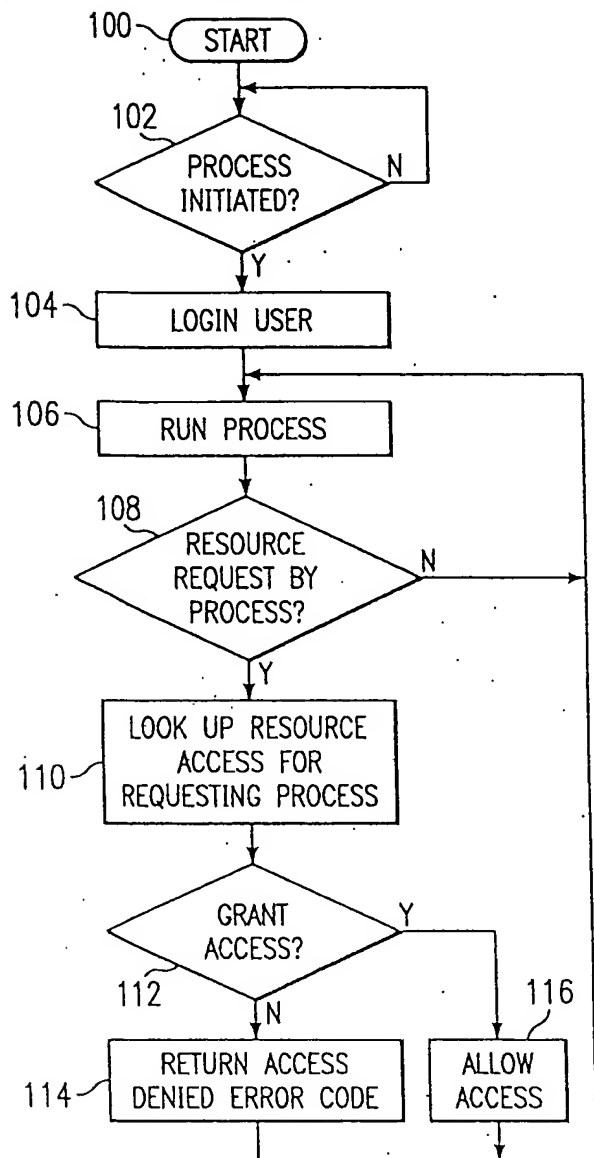 100
START
102
PROCESS
INITIATED?
N
Y
104
LOGIN USER
106
RUN PROCESS
108
RESOURCE
REQUEST BY
PROCESS?
N
Y
110
LOOK UP RESOURCE
ACCESS FOR
REQUESTING PROCESS
GRANT
ACCESS?
Y
112
N
116
114
RETURN ACCESS
DENIED ERROR CODE
ALLOW
ACCESS